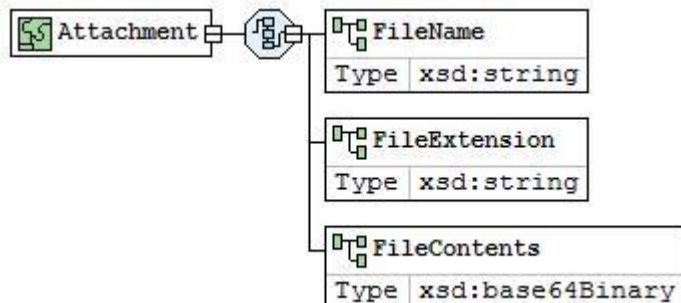 Attachment
FileName
Type xsd:string
FileExtension
Type xsd:string
FileContents
Type xsd:base64Binary